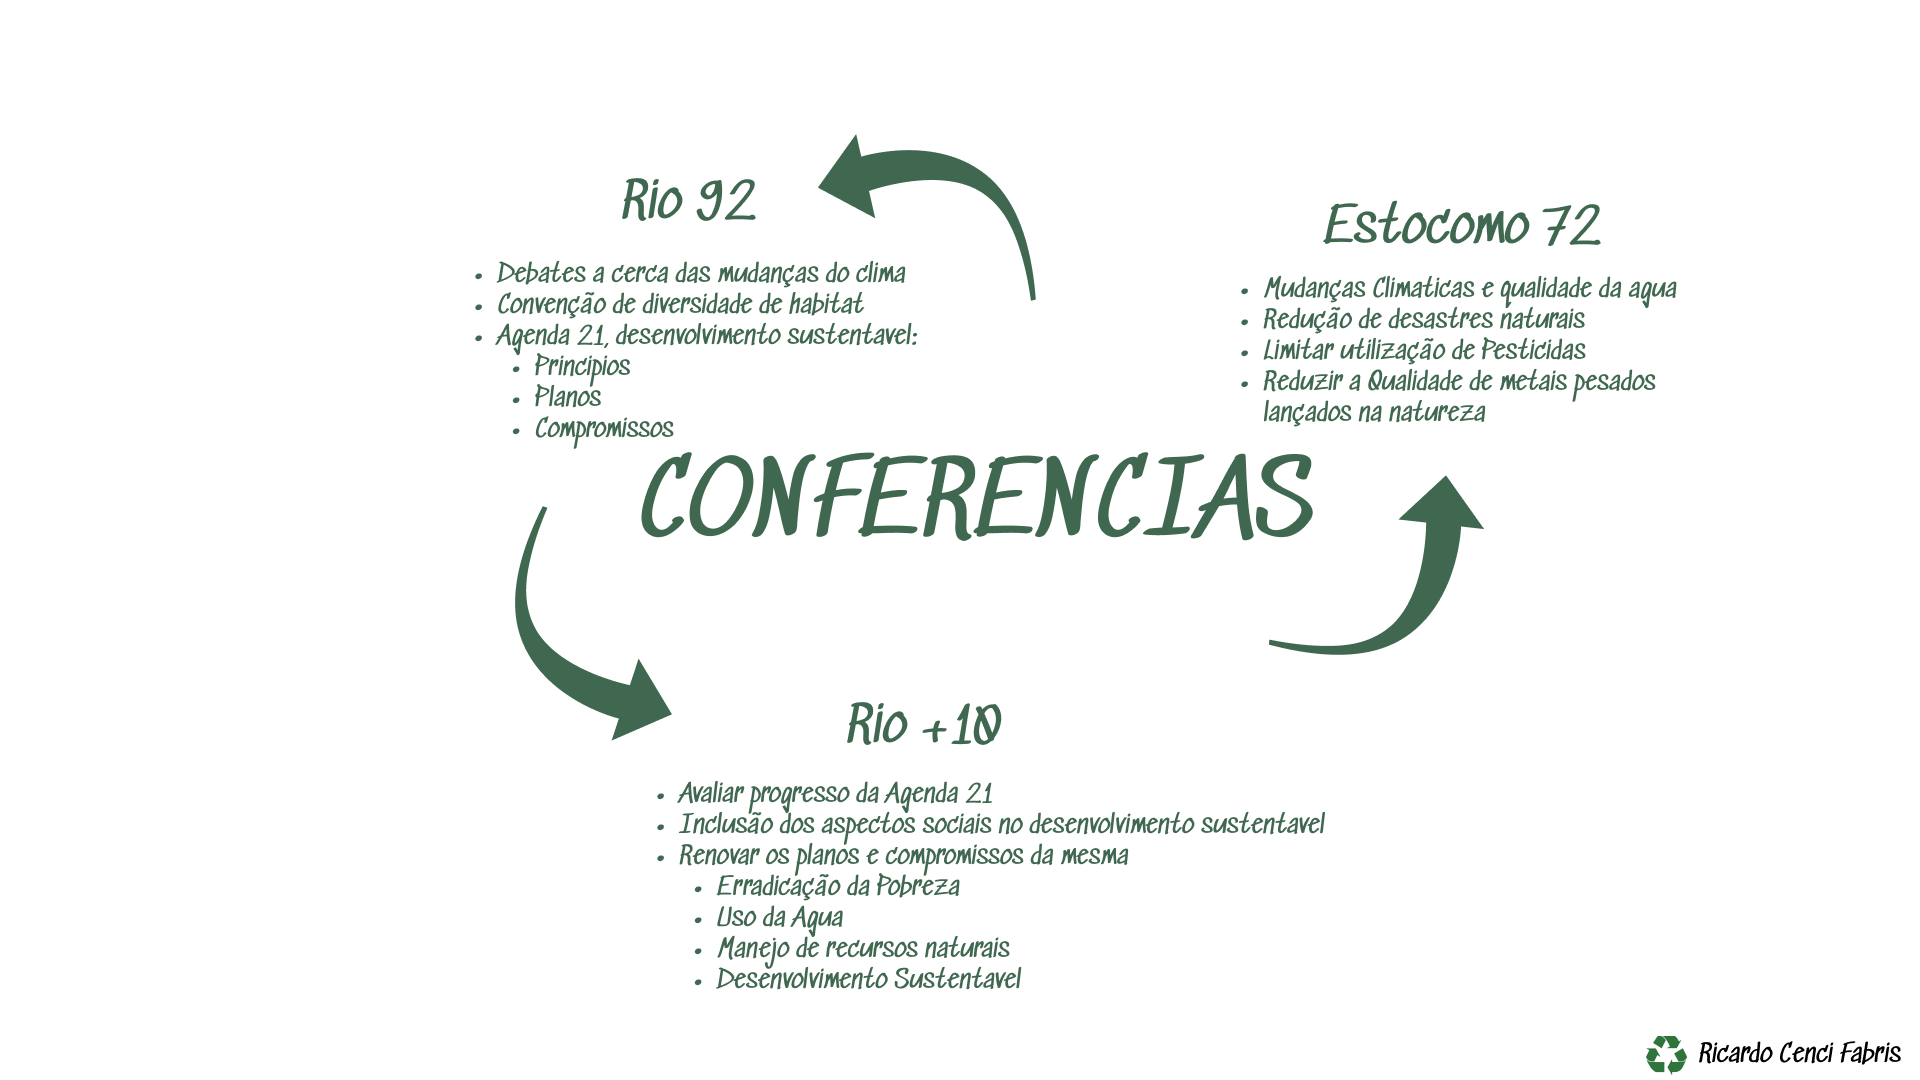 Rio 92
• Debates a cerca das mudanças do clima
• Convenção de diversidade de habitat
• Agenda 21, desenvolvimento sustentavel:
• Principios
• Planos
• Compromissos
Estocomo 72
• Mudanças Climaticas e qualidade da agua
• Redução de desastres naturais
• Limitar utilização de Pesticidas
• Reduzir a Qualidade de metais pesados
lançados na natureza
CONFERENCIAS
Rio +10
• Avaliar progresso da Agenda 21
• Inclusão dos aspectos sociais no desenvolvimento sustentavel
• Renovar os planos e compromissos da mesma
• Erradicação da Pobreza
• Uso da Agua
• Manejo de recursos naturais
• Desenvolvimento Sustentavel
Ricardo Cenci Fabris